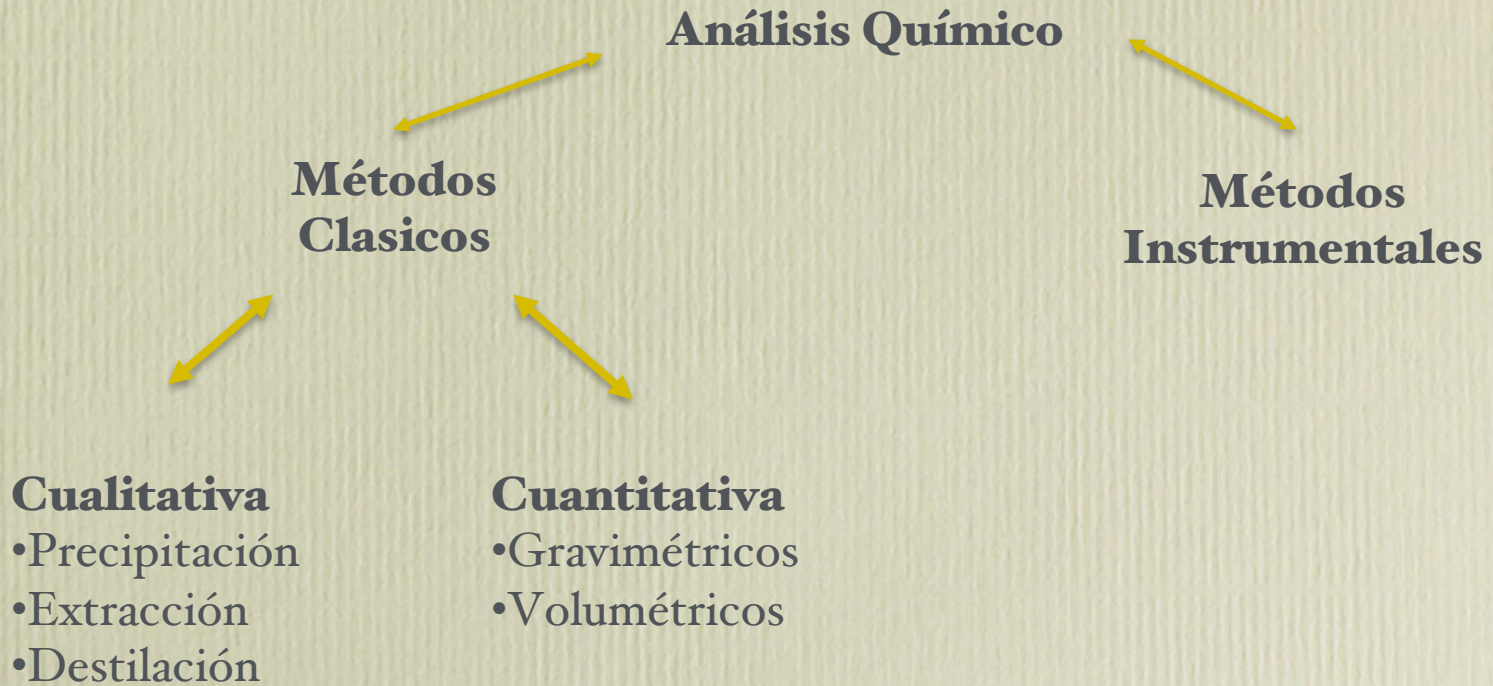 Análisis Químico
Métodos
Clasicos
Métodos
Instrumentales
Cualitativa
•Precipitación
•Extracción
•Destilación
Cuantitativa
•Gravimétricos
•Volumétricos